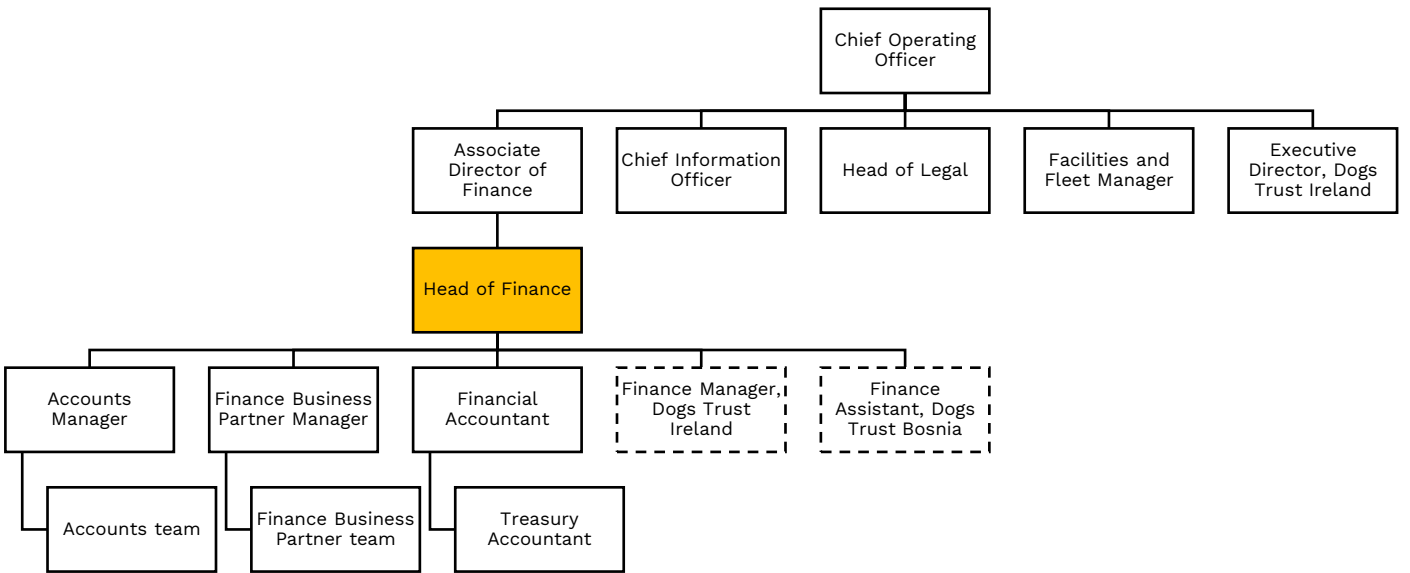 Chief Operating
Officer
Associate
Director of
Finance
Chief Information
Officer
Head of Legal
Facilities and
Fleet Manager
Executive
Director, Dogs
Trust Ireland
Head of Finance
Accounts
Manager
Finance Business
Partner Manager
Financial
Accountant
Finance Manager,
Dogs Trust
Ireland
Finance
Assistant, Dogs
Trust Bosnia
Accounts team
Finance Business
Partner team
Treasury
Accountant